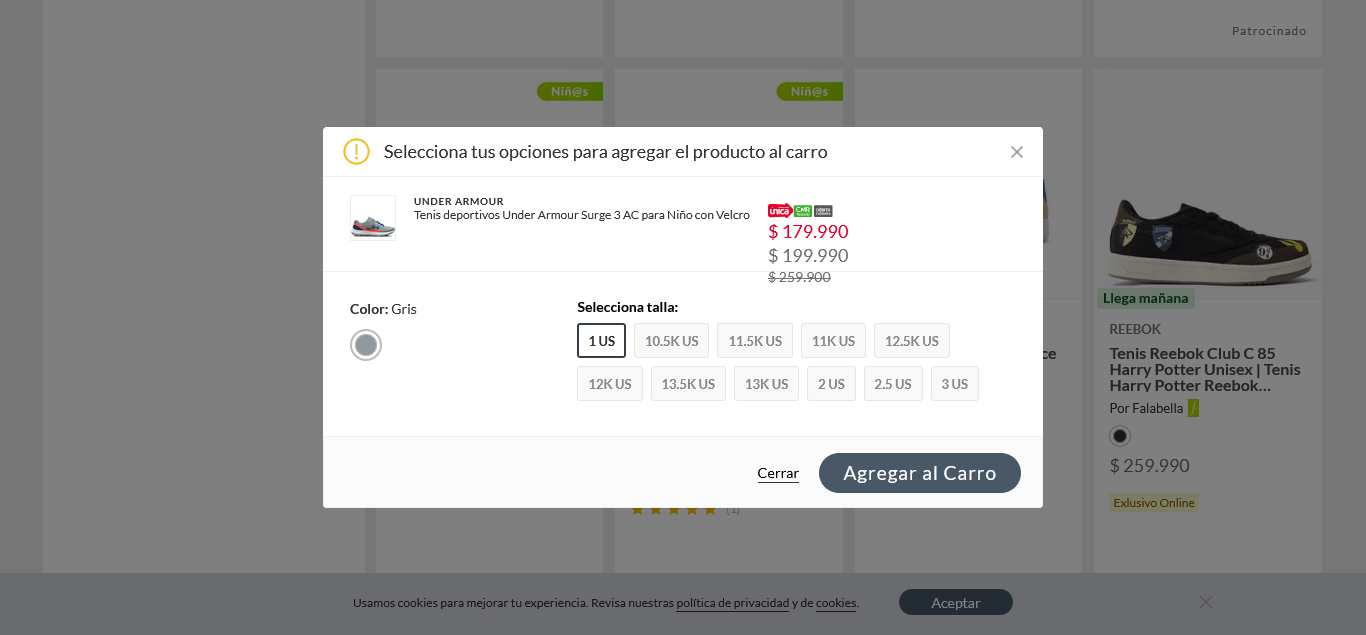 Patrocinado
Niñ@s
Niñ@s
Selecciona tus opciones para agregar el producto al carro
UNDER ARMOUR
Tenis deportivos Under Armour Surge 3 AC para Niño con Velcro
unica CMR
$ 179.990
$ 199.990
$ 259.900
Color: Gris
Selecciona talla:
1 US 10.5K US 11.5K US 11K US 12.5K US
12K US 13.5K US 13K US 2 US 2.5 US 3 US
Cerrar
Agregar al Carro
Llega mañana
REEBOK
Tenis Reebok Club C 85
Harry Potter Unisex | Tenis
Harry Potter Reebok...
Por Falabella
$ 259.990
Exlusivo Online
ce
(1)
Usamos cookies para mejorar tu experiencia. Revisa nuestras política de privacidad y de cookies.
Aceptar